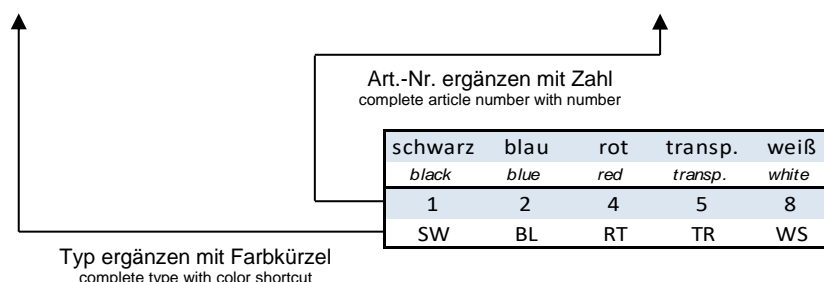 Art.-Nr. ergänzen mit Zahl
complete article number with number
schwarz blau rot transp. weiß
black blue red transp. white
1 2 4 5 8
SW BL RT TR WS
Typ ergänzen mit Farbkürzel
complete type with color shortcut